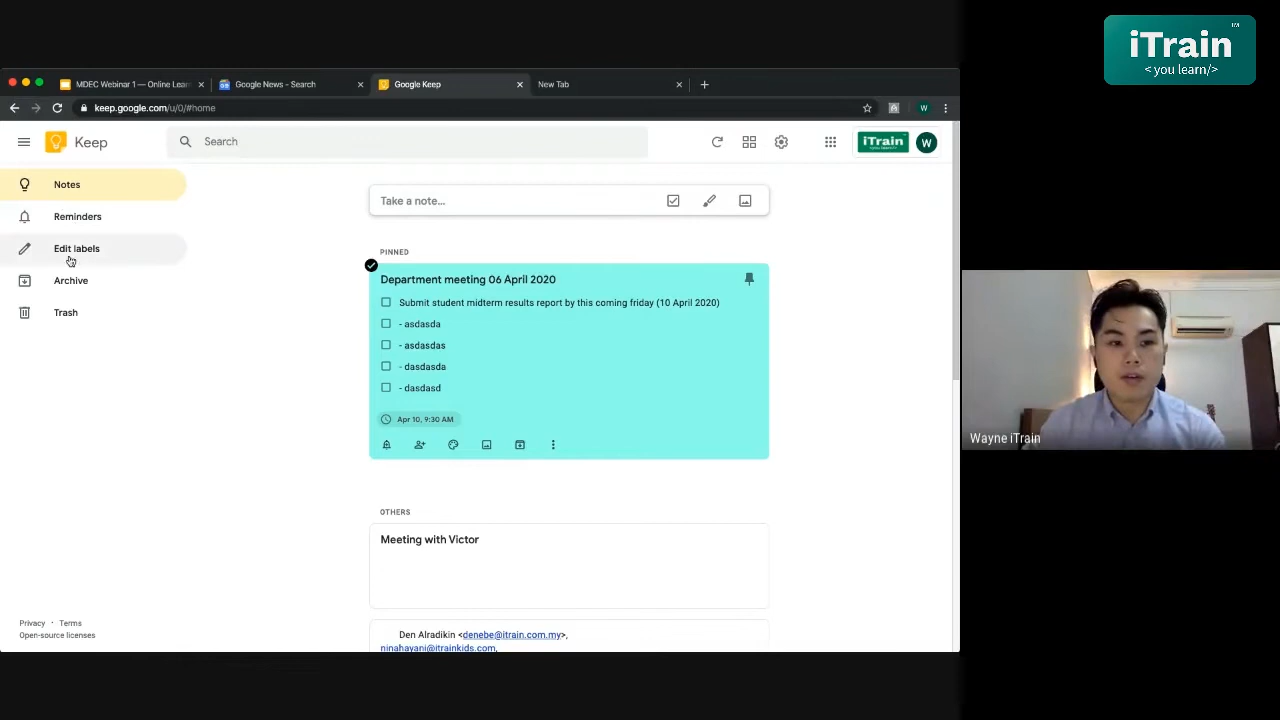 iTrain™
< you learn/>
MDEC Webinar 1 — Online Lear
Google News - Search
Google Keep
New Tab
keep.google.com/u/0/#home
W
Keep
Search
iTrain
W
Notes
Reminders
Edit labels
Archive
Trash
Take a note...
PINNED
Department meeting 06 April 2020
Submit student midterm results report by this coming friday (10 April 2020)
- asdasda
- asdasdas
- dasdasda
- dasdasd
Apr 10, 9:30 AM
OTHERS
Meeting with Victor
Den Alradikin <denebe@itrain.com.my>,
ninahayani@itrainkids.com,
Privacy · Terms
Open-source licenses
Wayne iTrain